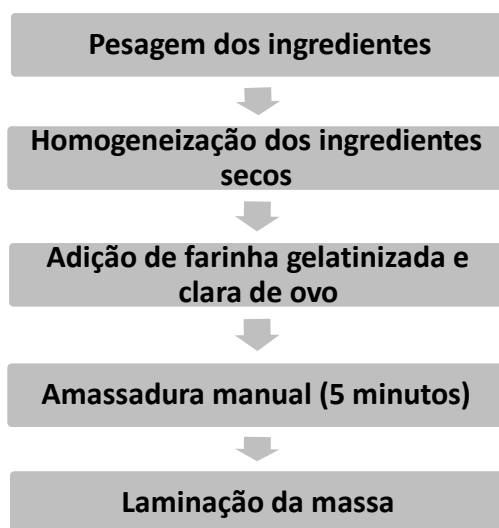 Pesagem dos ingredientes
Homogeneização dos ingredientes
secos
Adição de farinha gelatinizada e
clara de ovo
Amassadura manual (5 minutos)
Laminação da massa